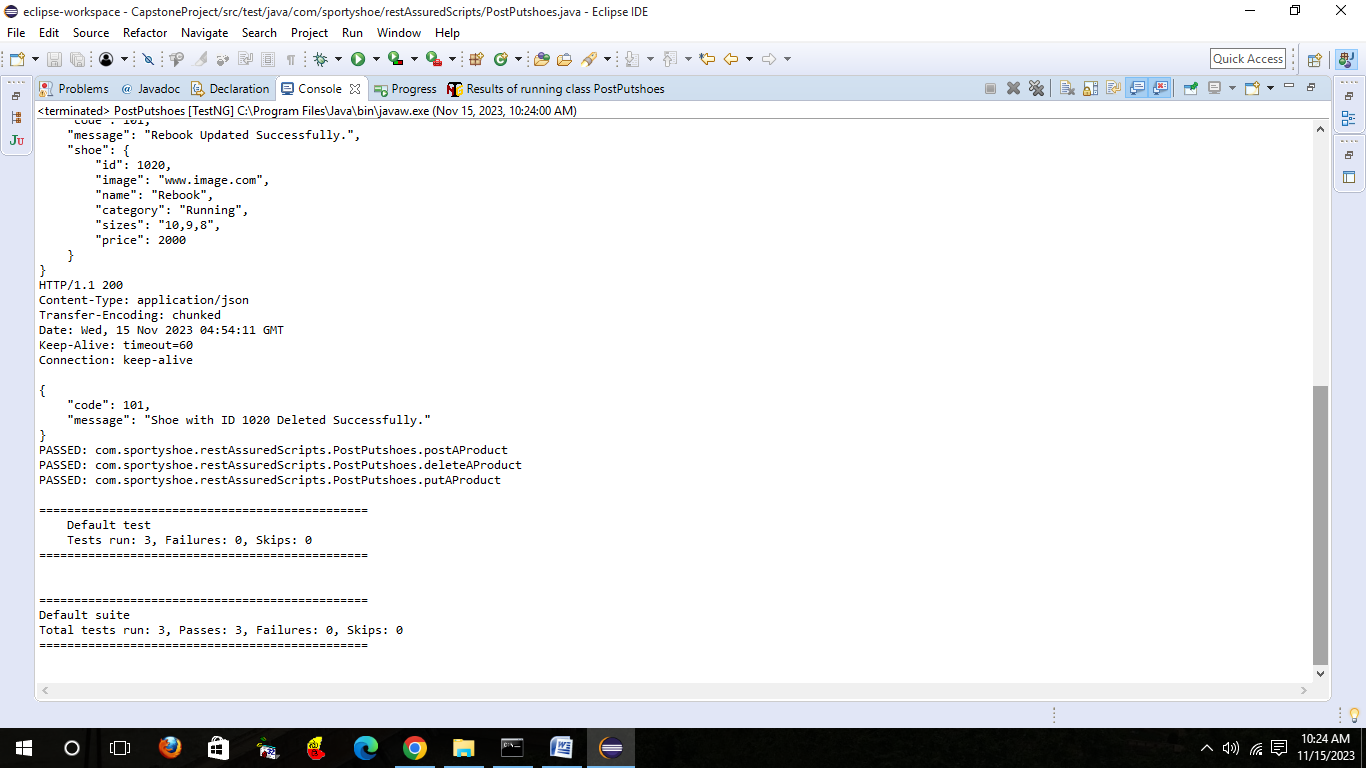 eclipse-workspace - CapstoneProject/src/test/java/com/sportyshoe/restAssuredScripts/PostPutshoes.java - Eclipse IDE
File Edit Source Refactor Navigate Search Project Run Window Help
Quick Access
Problems @ Javadoc Declaration Console Progress Results of running class PostPutshoes
<terminated> PostPutshoes [TestNG] C:\Program Files\Java\bin\javaw.exe (Nov 15, 2023, 10:24:00 AM)
"code": 101,
"message": "Rebook Updated Successfully.",
"shoe": {
"id": 1020,
"image": "www.image.com",
"name": "Rebook",
"category": "Running",
"sizes": "10,9,8",
"price": 2000
}
}
HTTP/1.1 200
Content-Type: application/json
Transfer-Encoding: chunked
Date: Wed, 15 Nov 2023 04:54:11 GMT
Keep-Alive: timeout=60
Connection: keep-alive
{
"code": 101,
"message": "Shoe with ID 1020 Deleted Successfully."
}
PASSED: com.sportyshoe.restAssuredScripts.PostPutshoes.postAProduct
PASSED: com.sportyshoe.restAssuredScripts.PostPutshoes.deleteAProduct
PASSED: com.sportyshoe.restAssuredScripts.PostPutshoes.putAProduct
===============================================
Default test
Tests run: 3, Failures: 0, Skips: 0
===============================================
===============================================
Default suite
Total tests run: 3, Passes: 3, Failures: 0, Skips: 0
===============================================
10:24 AM
11/15/2023